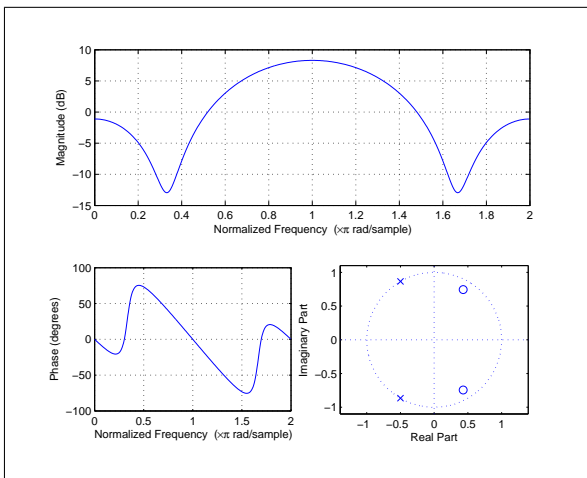 10
5
0
−5
−10
−15
Magnitude (dB)
0 0.2 0.4 0.6 0.8 1 1.2 1.4 1.6 1.8 2
Normalized Frequency (×π rad/sample)
100
50
0
−50
−100
Phase (degrees)
0 0.5 1 1.5 2
Normalized Frequency (×π rad/sample)
1
0.5
0
−0.5
−1
Imaginary Part
−1 −0.5 0 0.5 1
Real Part